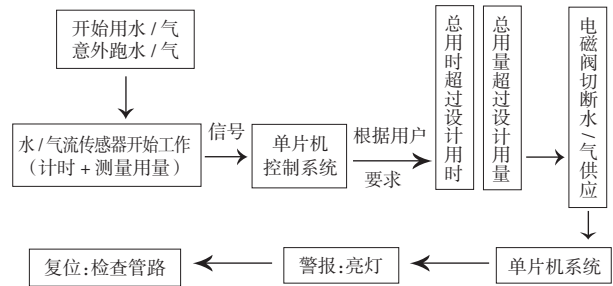 开始用水 / 气
意外跑水 / 气
水 / 气流传感器开始工作
（计时 + 测量用量）
信号
单片机
控制系统
根据用户
要求
总用时超过设计用时
总用量超过设计用量
电磁阀切断水/气供应
单片机系统
警报:亮灯
复位:检查管路